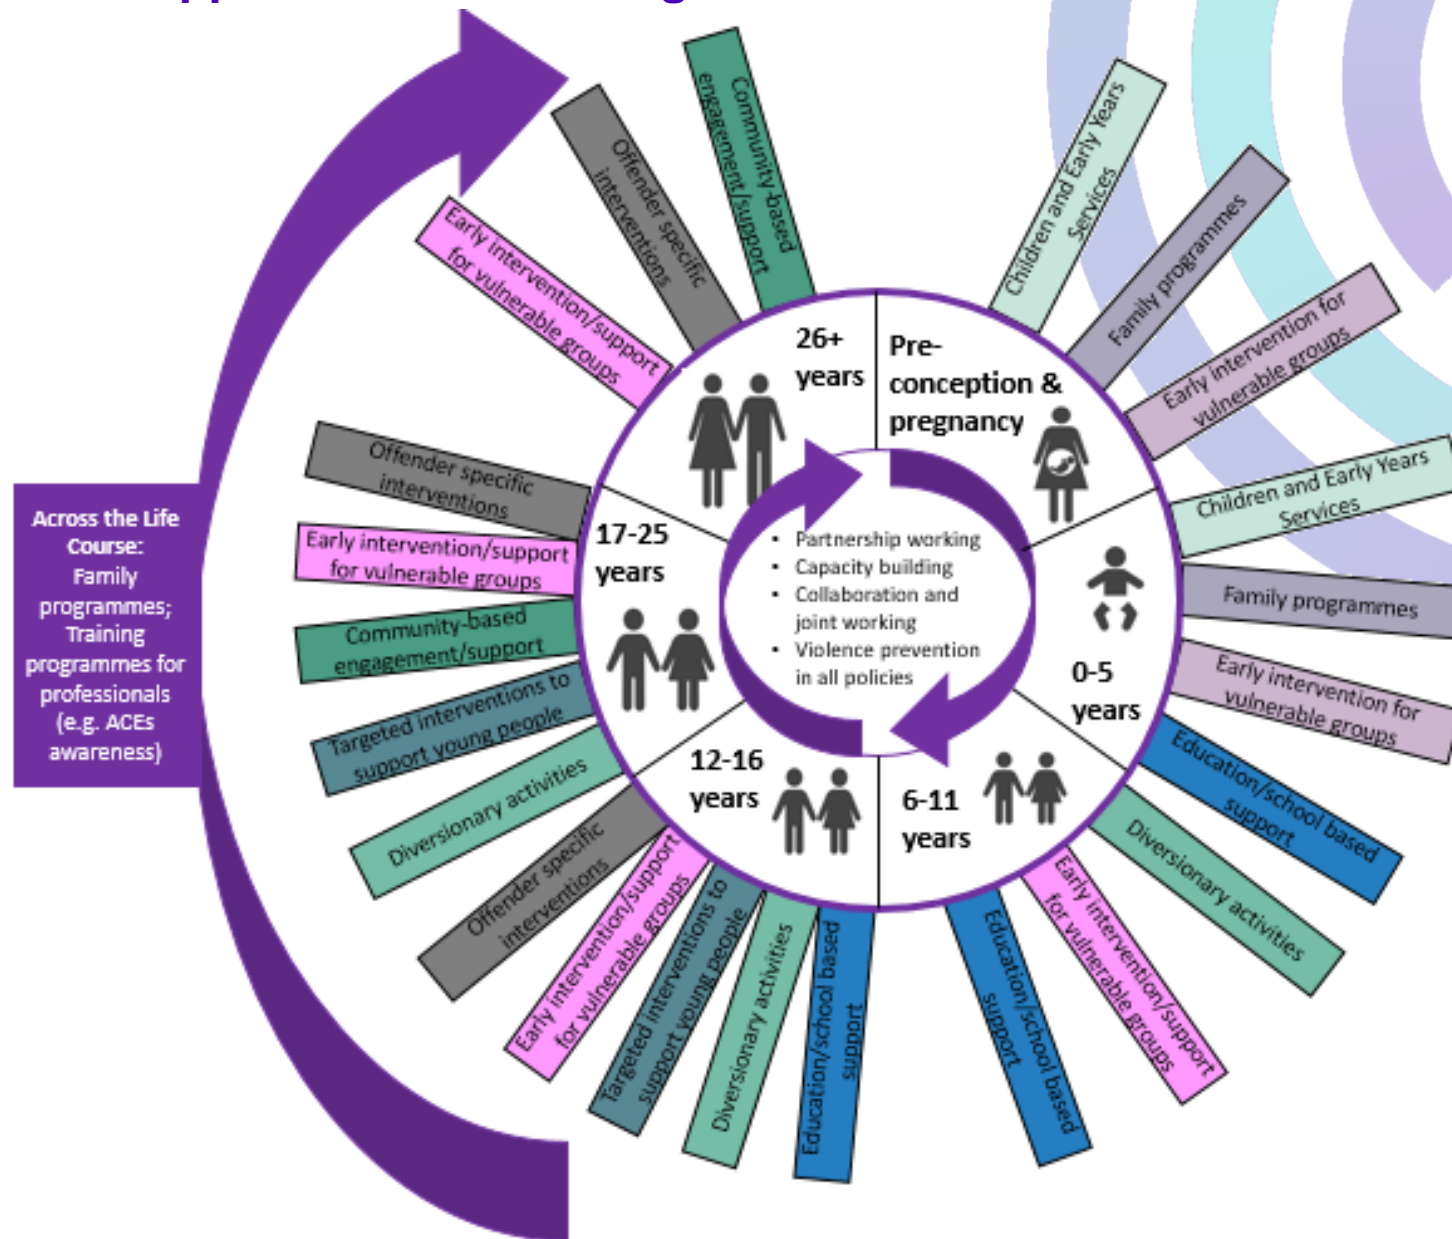 26+
years
Pre-
conception &
pregnancy
0-5
years
6-11
years
12-16
years
17-25
years
▪ Partnership working
▪ Capacity building
▪ Collaboration and
joint working
▪ Violence prevention
in all policies
Children and Early Years
Services
Family programmes
Early intervention for
vulnerable groups
Children and Early Years
Services
Family programmes
Early intervention for
vulnerable groups
Education/school based
support
Diversionary activities
Early intervention/support
for vulnerable groups
Education/school based
support
Education/school based
support
Diversionary activities
Targeted interventions to
support young people
Early intervention/support
for vulnerable groups
Offender specific
interventions
Diversionary activities
Targeted interventions to
support young people
Community-based
engagement/support
Early intervention/support
for vulnerable groups
Offender specific
interventions
Early intervention/support
for vulnerable groups
Offender specific
interventions
Community-based
engagement/support
Across the Life
Course:
Family
programmes;
Training
programmes for
professionals
(e.g. ACEs
awareness)